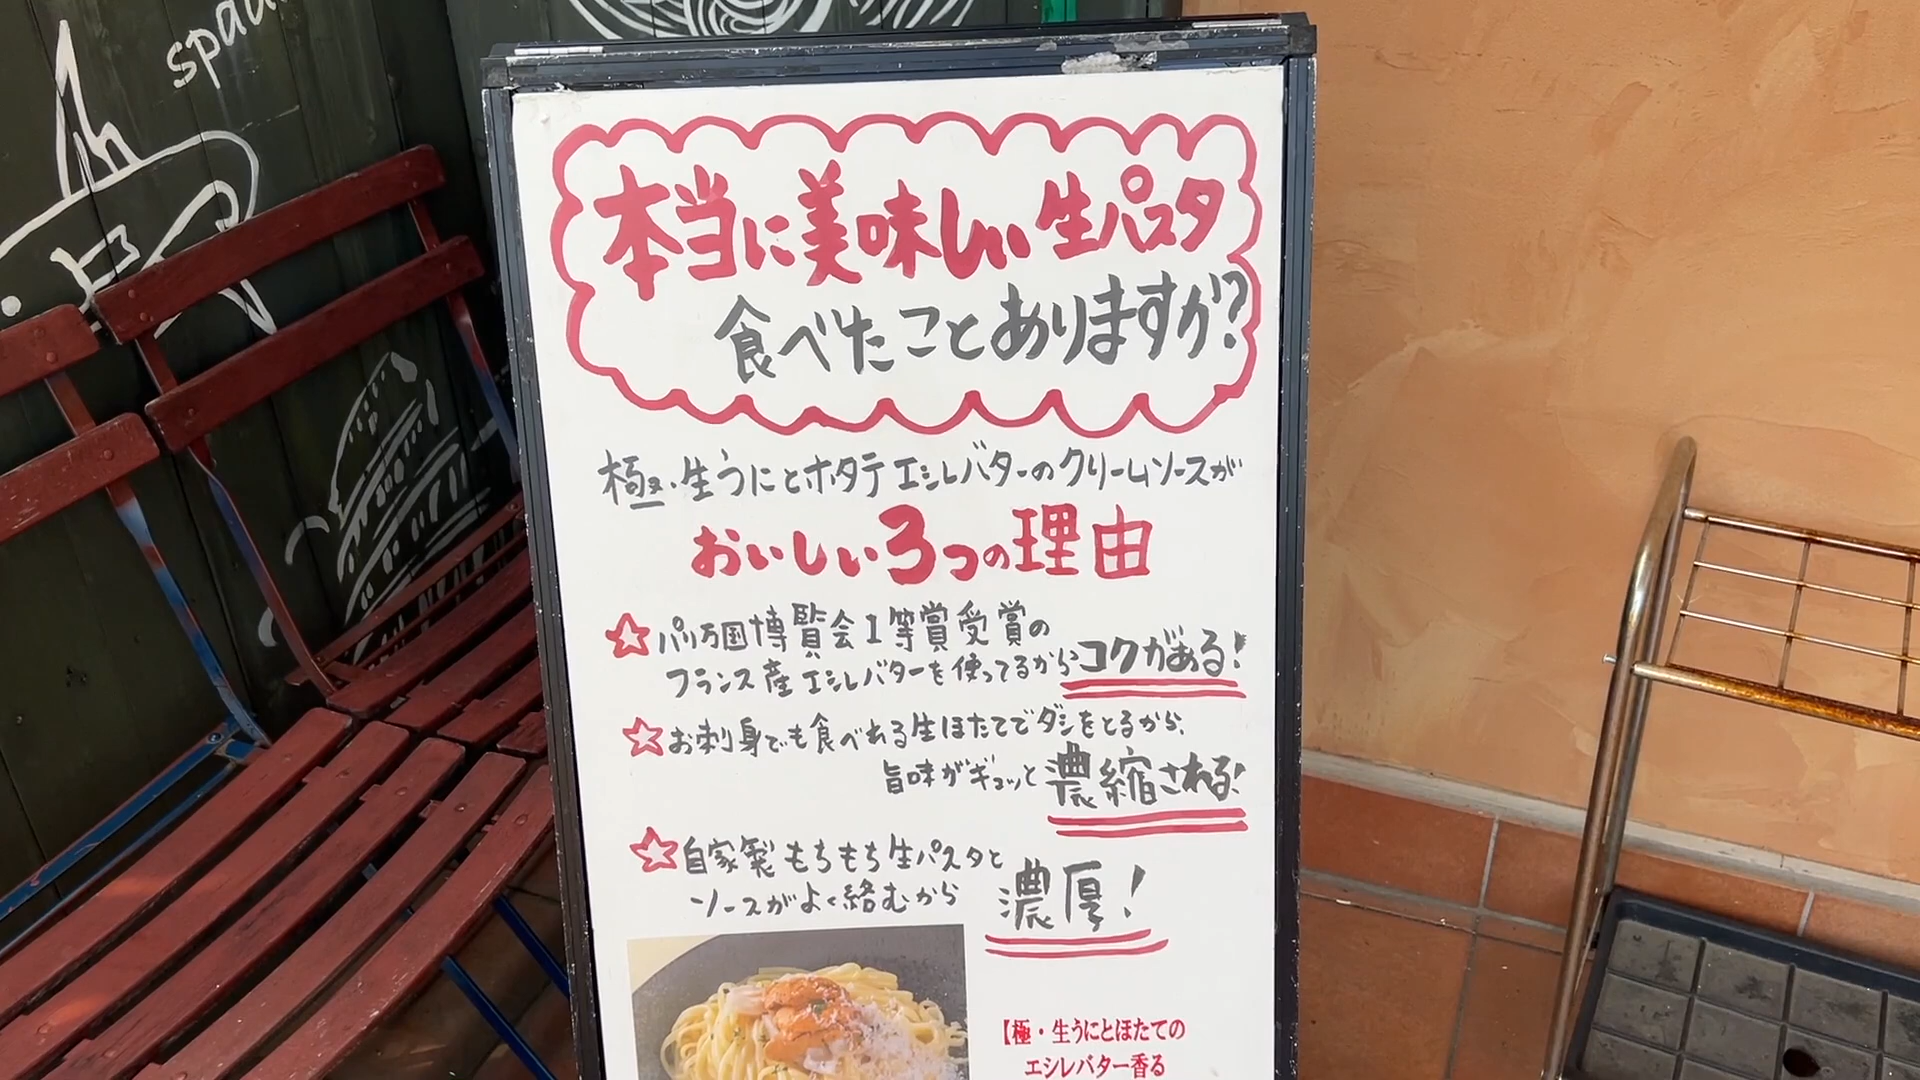 本当に美味しい生パスタ
食べたことありますか?
極・生うにとホタテ エシレバターのクリームソースが
おいしい3つの理由
☆パリ万国博覧会1等賞受賞の
フランス産エシレバターを使ってるからコクがある!
☆お刺身でも食べれる生ほたてでダシをとるから、
旨味がギュッと濃縮される!
☆自家製もちもち生パスタと
ソースがよく絡むから 濃厚!
【極・生うにとほたての
エシレバター香る